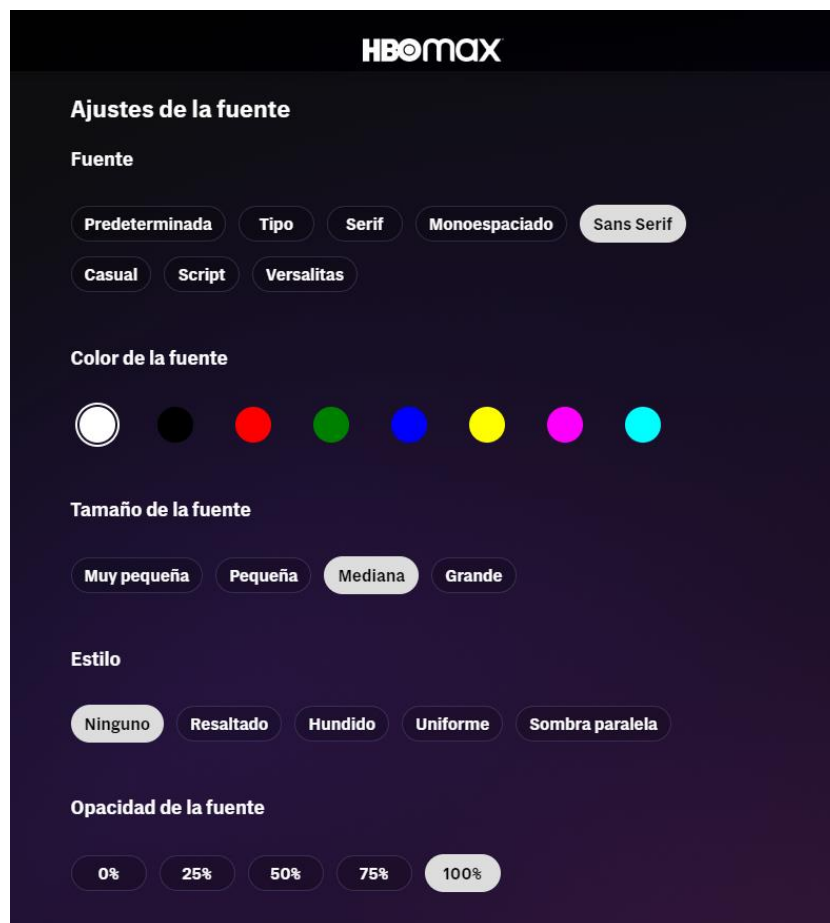 HBOmax
Ajustes de la fuente
Fuente
Predeterminada Tipo Serif Monoespaciado Sans Serif
Casual Script Versalitas
Color de la fuente
Tamaño de la fuente
Muy pequeña Pequeña Mediana Grande
Estilo
Ninguno Resaltado Hundido Uniforme Sombra paralela
Opacidad de la fuente
0% 25% 50% 75% 100%